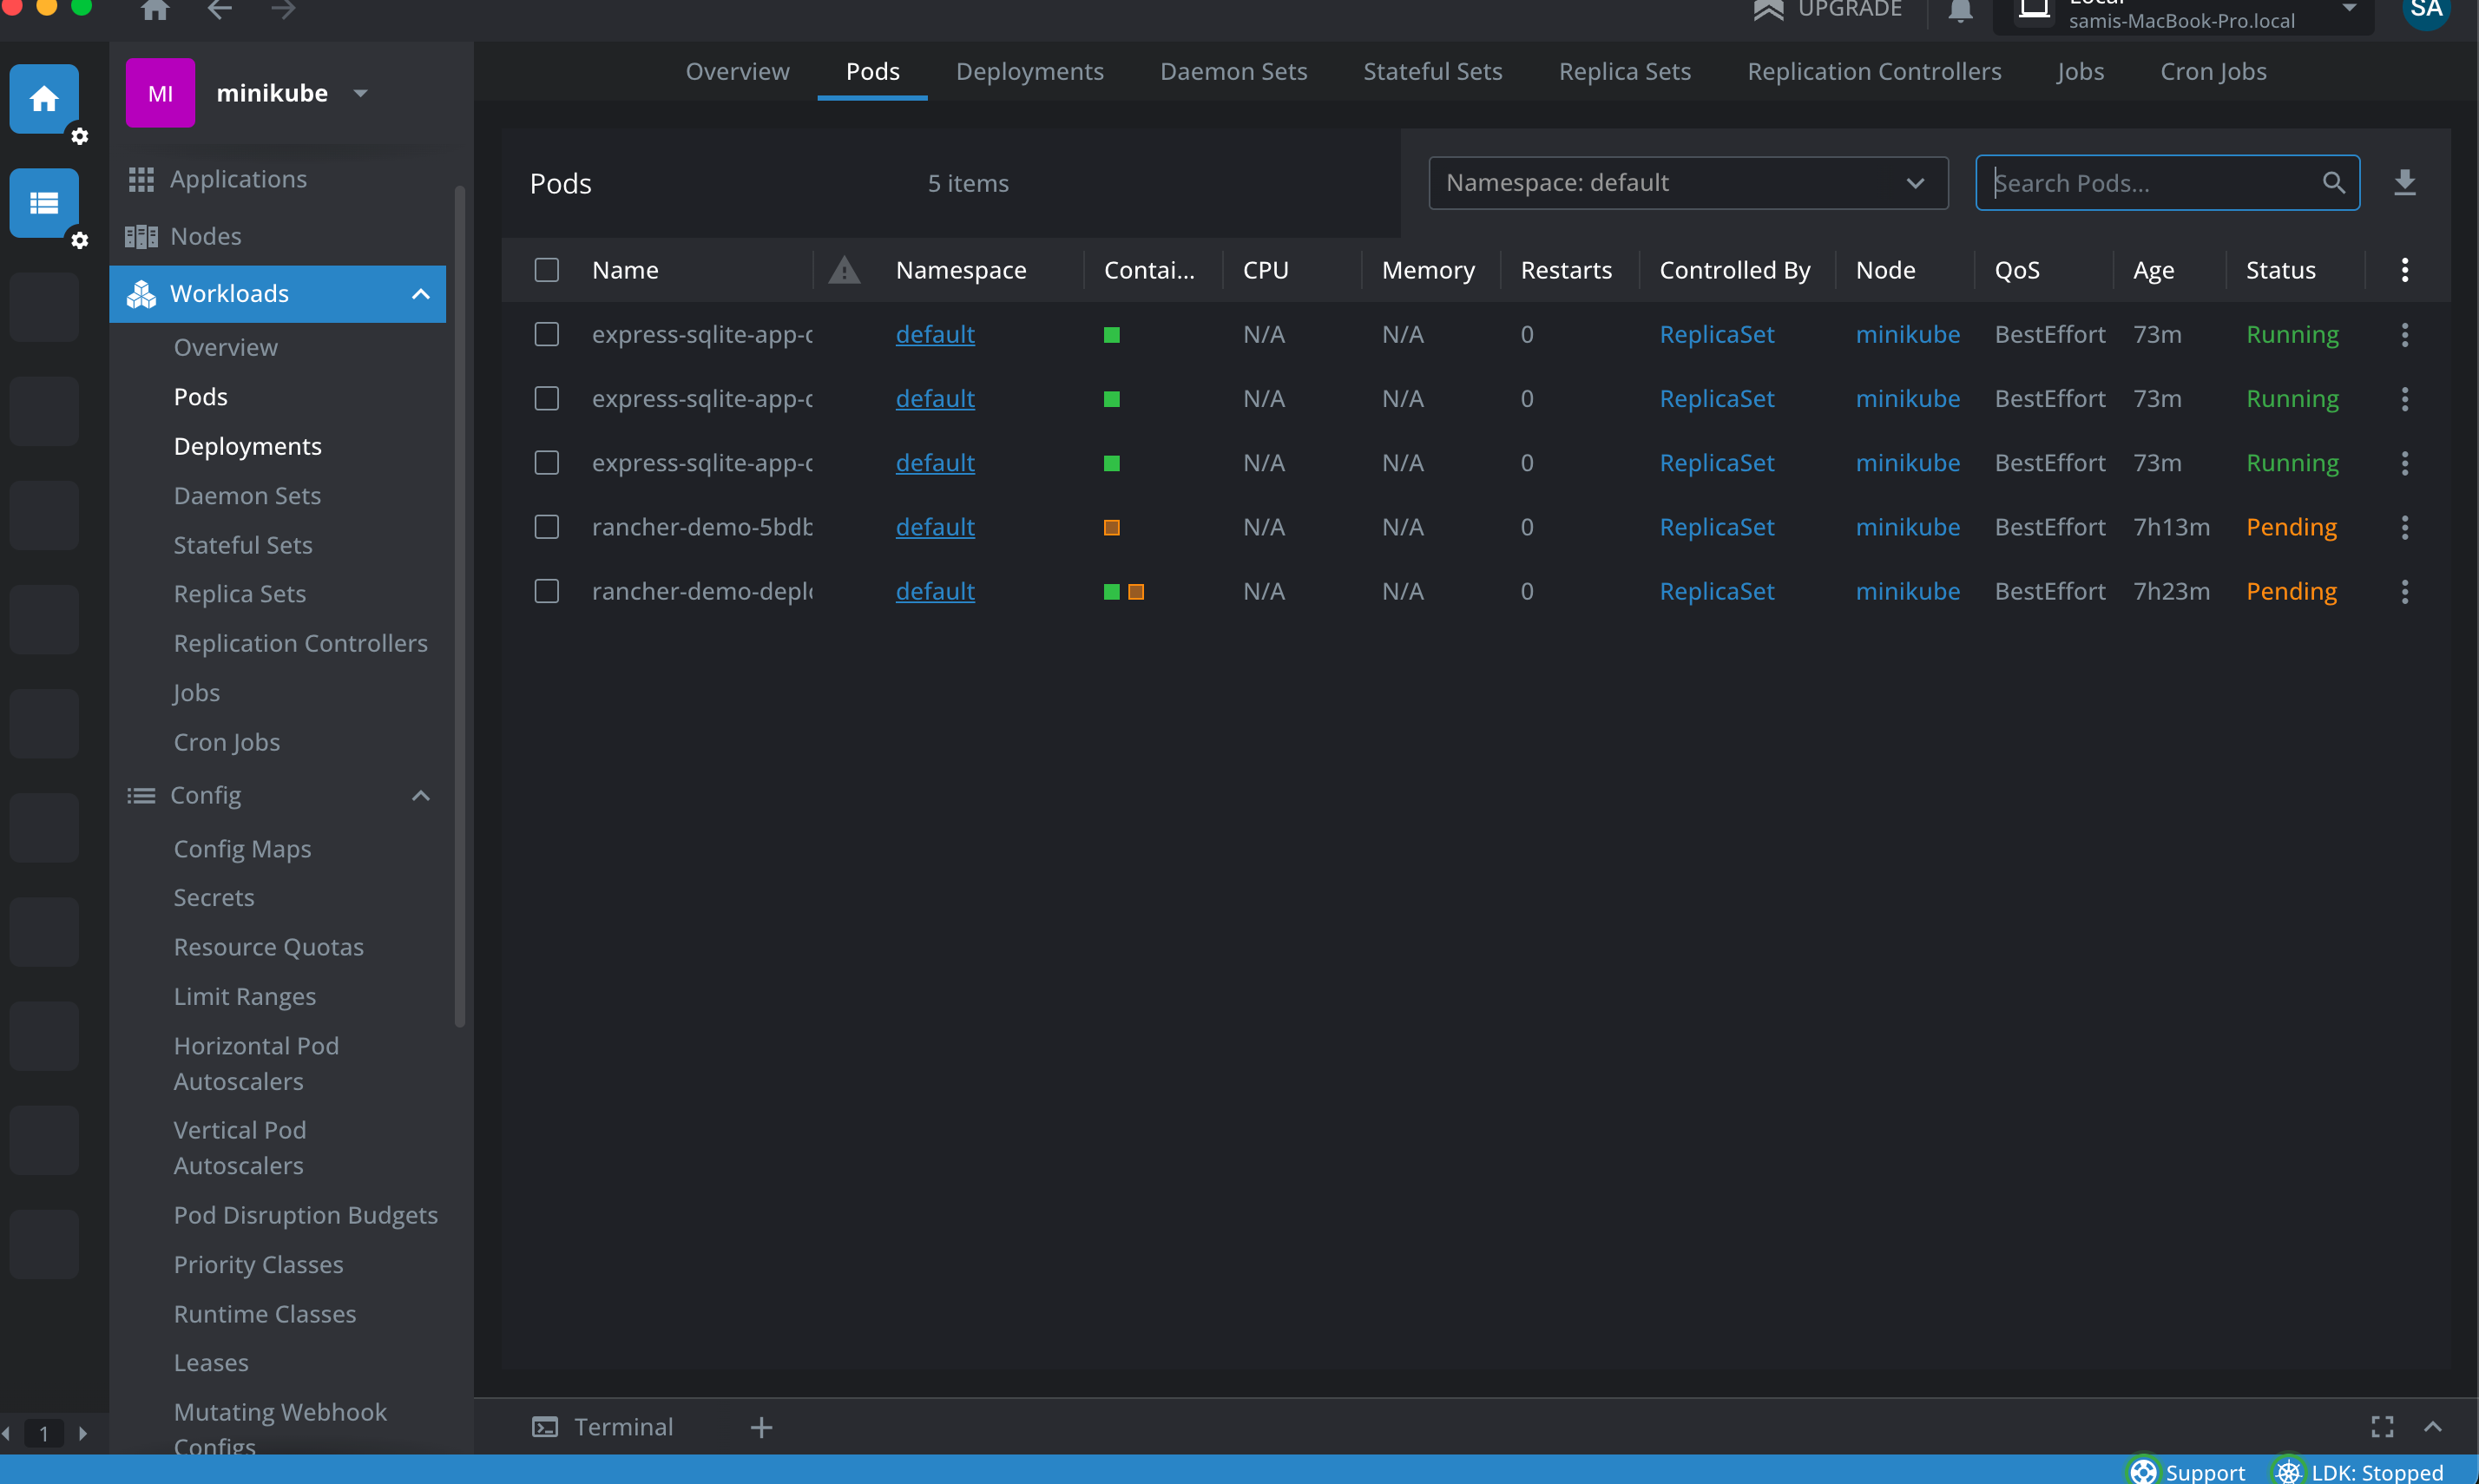 UPGRADE
samis-MacBook-Pro.local
SA
MI
minikube
Overview
Pods
Deployments
Daemon Sets
Stateful Sets
Replica Sets
Replication Controllers
Jobs
Cron Jobs
Applications
Nodes
Workloads
Overview
Pods
Deployments
Daemon Sets
Stateful Sets
Replica Sets
Replication Controllers
Jobs
Cron Jobs
Config
Config Maps
Secrets
Resource Quotas
Limit Ranges
Horizontal Pod
Autoscalers
Vertical Pod
Autoscalers
Pod Disruption Budgets
Priority Classes
Runtime Classes
Leases
Mutating Webhook
Configs
1
Pods 5 items Namespace: default Search Pods...
Name Namespace Contai... CPU Memory Restarts Controlled By Node QoS Age Status
express-sqlite-app- default N/A N/A 0 ReplicaSet minikube BestEffort 73m Running
express-sqlite-app- default N/A N/A 0 ReplicaSet minikube BestEffort 73m Running
express-sqlite-app- default N/A N/A 0 ReplicaSet minikube BestEffort 73m Running
rancher-demo-5bdb default N/A N/A 0 ReplicaSet minikube BestEffort 7h13m Pending
rancher-demo-depl default N/A N/A 0 ReplicaSet minikube BestEffort 7h23m Pending
Terminal
Support LDK: Stopped